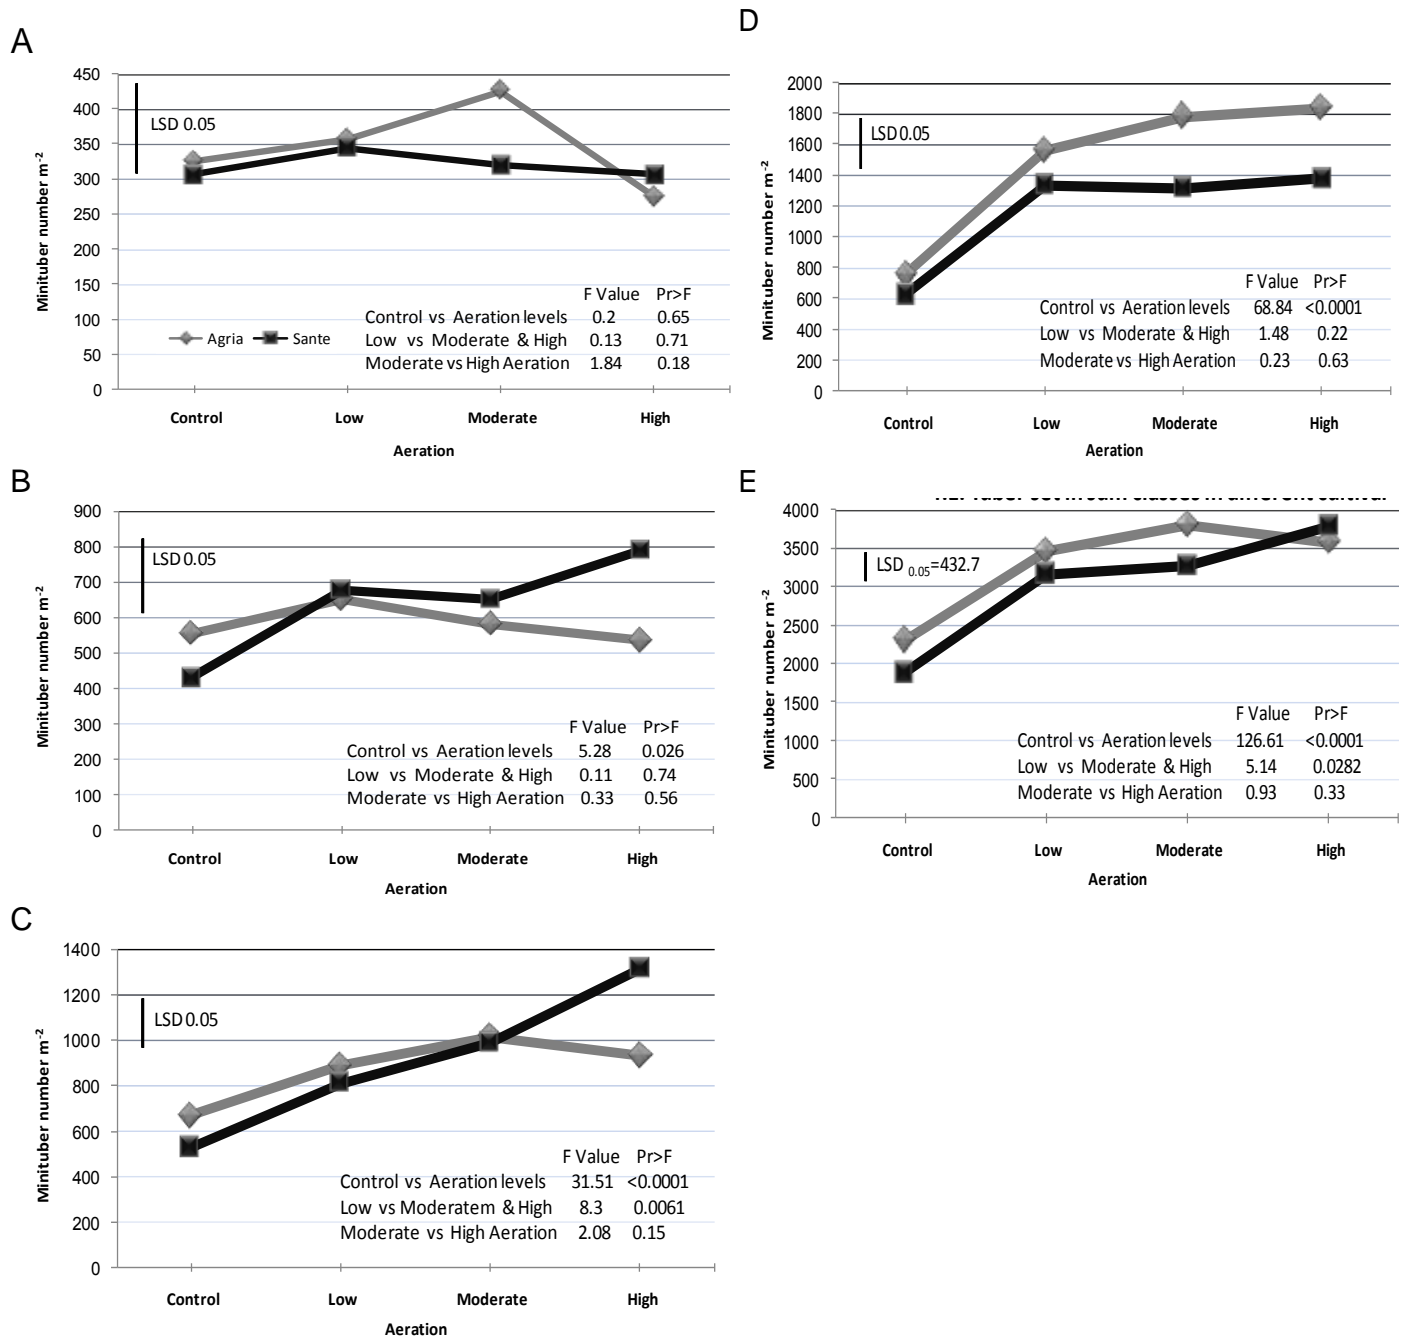 A
450
400
350
300
250
200
150
100
50
0
Minituber number m-2
LSD 0.05
Agria
Sante
F Value Pr>F
Control vs Aeration levels 0.2 0.65
Low vs Moderate & High 0.13 0.71
Moderate vs High Aeration 1.84 0.18
Control Low Moderate High
Aeration
B
900
800
700
600
500
400
300
200
100
0
Minituber number m-2
LSD 0.05
F Value Pr>F
Control vs Aeration levels 5.28 0.026
Low vs Moderate & High 0.11 0.74
Moderate vs High Aeration 0.33 0.56
Control Low Moderate High
Aeration
C
1400
1200
1000
800
600
400
200
0
Minituber number m-2
LSD 0.05
F Value Pr>F
Control vs Aeration levels 31.51 <0.0001
Low vs Moderatem & High 8.3 0.0061
Moderate vs High Aeration 2.08 0.15
Control Low Moderate High
Aeration
D
2000
1800
1600
1400
1200
1000
800
600
400
200
0
Minituber number m-2
LSD 0.05
F Value Pr>F
Control vs Aeration levels 68.84 <0.0001
Low vs Moderate & High 1.48 0.22
Moderate vs High Aeration 0.23 0.63
Control Low Moderate High
Aeration
E
4000
3500
3000
2500
2000
1500
1000
500
0
Minituber number m-2
LSD 0.05=432.7
F Value Pr>F
Control vs Aeration levels 126.61 <0.0001
Low vs Moderate & High 5.14 0.0282
Moderate vs High Aeration 0.93 0.33
Control Low Moderate High
Aeration